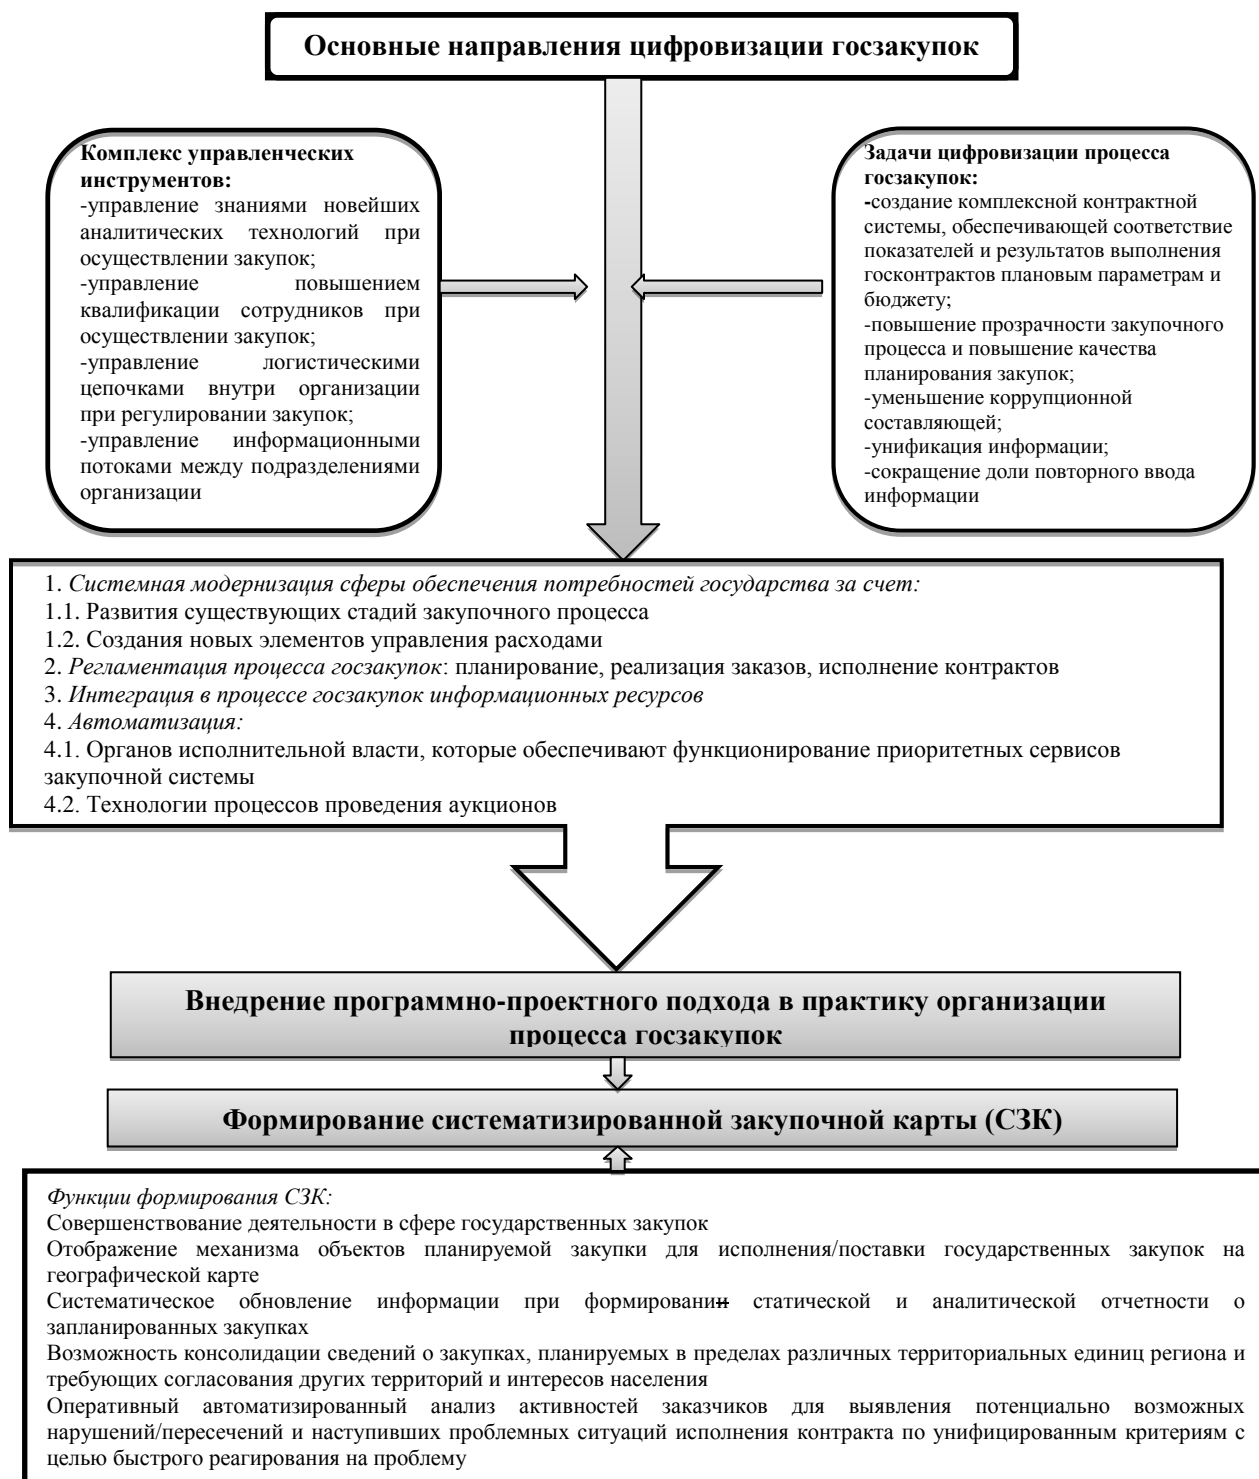 Основные направления цифровизации госзакупок
Комплекс управленческих
инструментов:
-управление знаниями новейших
аналитических технологий при
осуществлении закупок;
-управление повышением
квалификации сотрудников при
осуществлении закупок;
-управление логистическими
цепочками внутри организации
при регулировании закупок;
-управление информационными
потоками между подразделениями
организации
Задачи цифровизации процесса
госзакупок:
-создание комплексной контрактной
системы, обеспечивающей соответствие
показателей и результатов выполнения
госконтрактов плановым параметрам и
бюджету;
-повышение прозрачности закупочного
процесса и повышение качества
планирования закупок;
-уменьшение коррупционной
составляющей;
-унификация информации;
-сокращение доли повторного ввода
информации
1. Системная модернизация сферы обеспечения потребностей государства за счет:
1.1. Развития существующих стадий закупочного процесса
1.2. Создания новых элементов управления расходами
2. Регламентация процесса госзакупок: планирование, реализация заказов, исполнение контрактов
3. Интеграция в процессе госзакупок информационных ресурсов
4. Автоматизация:
4.1. Органов исполнительной власти, которые обеспечивают функционирование приоритетных сервисов
закупочной системы
4.2. Технологии процессов проведения аукционов
Внедрение программно-проектного подхода в практику организации
процесса госзакупок
Формирование систематизированной закупочной карты (СЗК)
Функции формирования СЗК:
Совершенствование деятельности в сфере государственных закупок
Отображение механизма объектов планируемой закупки для исполнения/поставки государственных закупок на
географической карте
Систематическое обновление информации при формировании статической и аналитической отчетности о
запланированных закупках
Возможность консолидации сведений о закупках, планируемых в пределах различных территориальных единиц региона и
требующих согласования других территорий и интересов населения
Оперативный автоматизированный анализ активностей заказчиков для выявления потенциально возможных
нарушений/пересечений и наступивших проблемных ситуаций исполнения контракта по унифицированным критериям с
целью быстрого реагирования на проблему